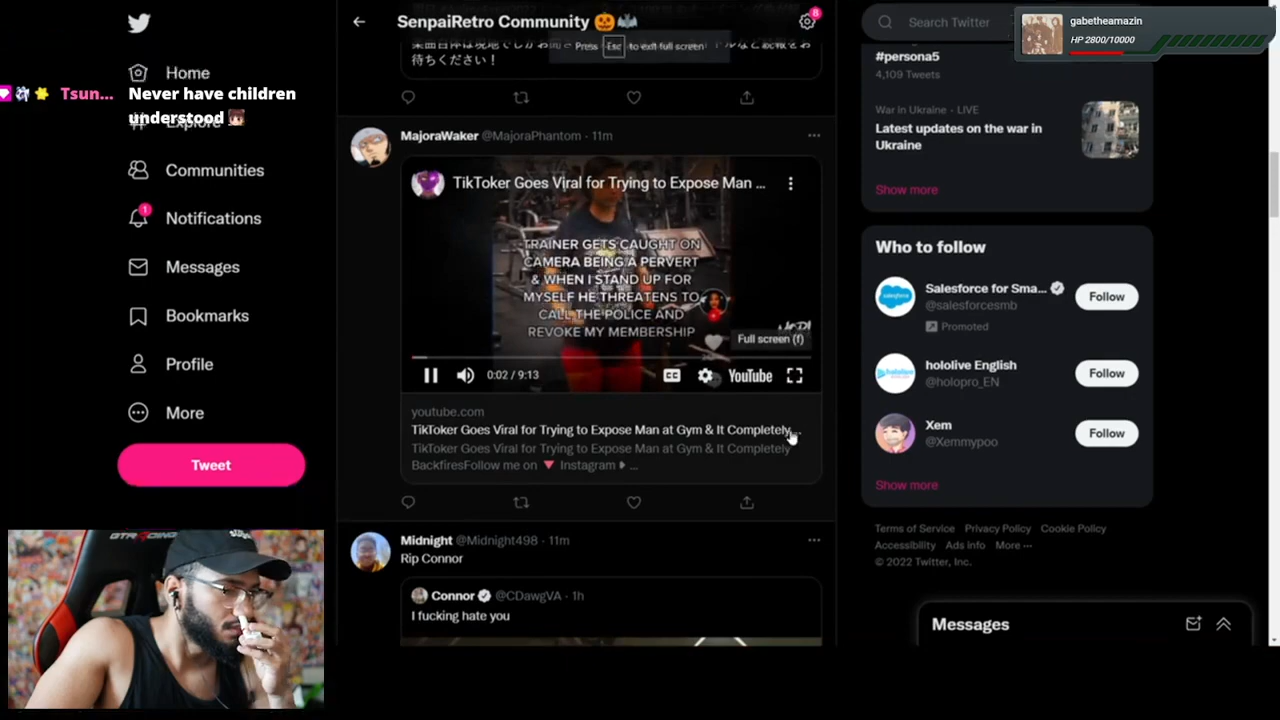 SenpaiRetro Community 🎃🦇
8
Press Esc to exit full screen
待ちください！
Search Twitter
gabetheamazin
HP 2800/10000
Home
Tsun... Never have children
understood
Explore
Communities
1
Notifications
Messages
Bookmarks
Profile
More
Tweet
MajoraWaker @MajoraPhantom · 11m
TikToker Goes Viral for Trying to Expose Man ...
TRAINER GETS CAUGHT ON
CAMERA BEING A PERVERT
& WHEN I STAND UP FOR
MYSELF HE THREATENS TO
CALL THE POLICE AND
REVOKE MY MEMBERSHIP
Full screen (f)
0:02 / 9:13
CC
YouTube
youtube.com
TikToker Goes Viral for Trying to Expose Man at Gym & It Completely...
TikToker Goes Viral for Trying to Expose Man at Gym & It Completely
BackfiresFollow me on 🔻 Instagram ...
Midnight @Midnight498 · 11m
Rip Connor
Connor @CDawgVA · 1h
I fucking hate you
#persona5
4,109 Tweets
War in Ukraine · LIVE
Latest updates on the war in
Ukraine
Show more
Who to follow
Salesforce for Sma...
@salesforcesmb
Promoted
Follow
hololive English
@holopro_EN
Follow
Xem
@Xemmypoo
Follow
Show more
Terms of Service Privacy Policy Cookie Policy
Accessibility Ads info More ...
© 2022 Twitter, Inc.
Messages